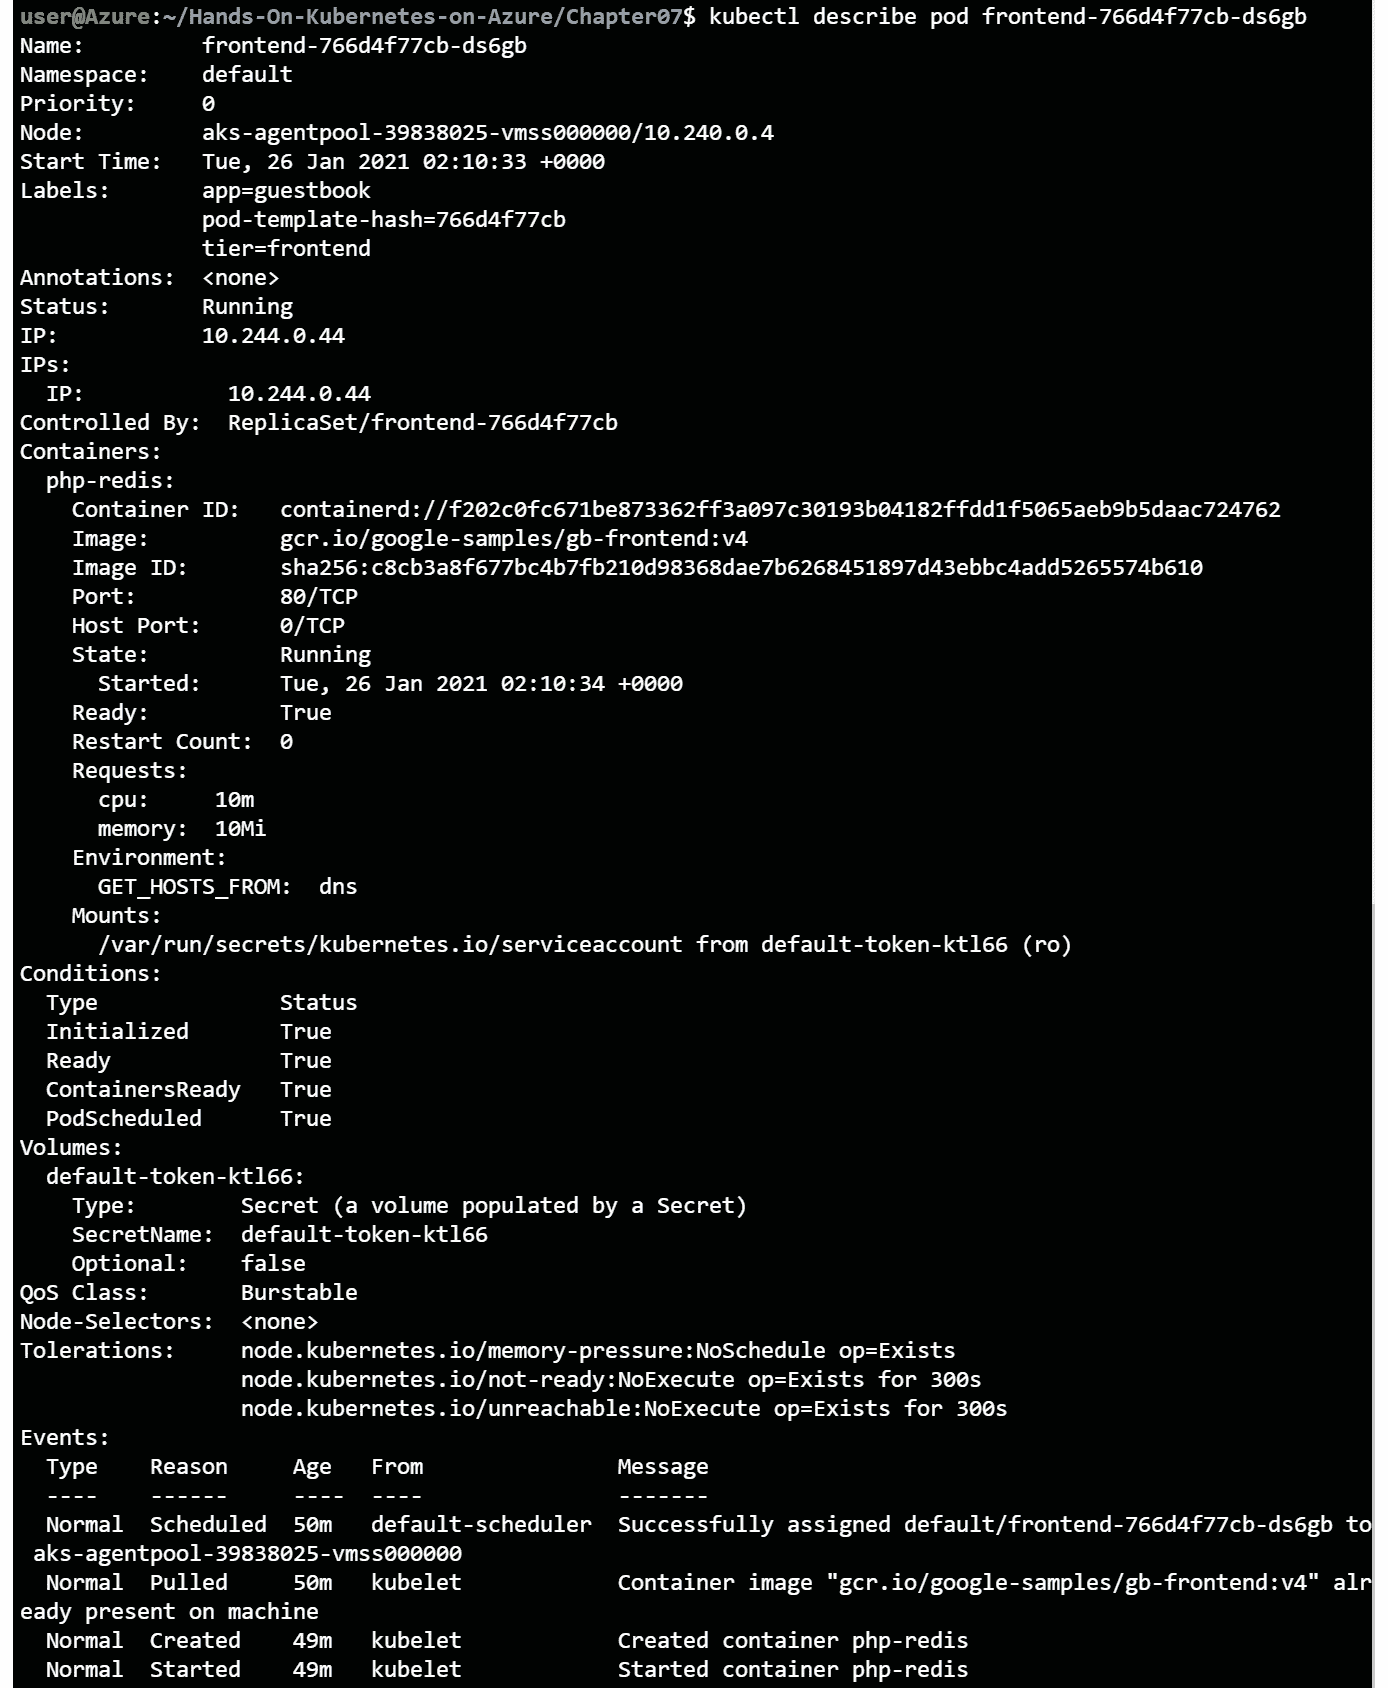 user@Azure:~/Hands-On-Kubernetes-on-Azure/Chapter07$ kubectl describe pod frontend-766d4f77cb-ds6gb
Name:         frontend-766d4f77cb-ds6gb
Namespace:    default
Priority:     0
Node:         aks-agentpool-39838025-vmss000000/10.240.0.4
Start Time:   Tue, 26 Jan 2021 02:10:33 +0000
Labels:       app=guestbook
              pod-template-hash=766d4f77cb
              tier=frontend
Annotations:  <none>
Status:       Running
IP:           10.244.0.44
IPs:
  IP:           10.244.0.44
Controlled By:  ReplicaSet/frontend-766d4f77cb
Containers:
  php-redis:
    Container ID:   containerd://f202c0fc671be873362ff3a097c30193b04182ffdd1f5065aeb9b5daac724762
    Image:          gcr.io/google-samples/gb-frontend:v4
    Image ID:       sha256:c8cb3a8f677bc4b7fb210d98368dae7b6268451897d43ebbc4add5265574b610
    Port:           80/TCP
    Host Port:      0/TCP
    State:          Running
      Started:      Tue, 26 Jan 2021 02:10:34 +0000
    Ready:          True
    Restart Count:  0
    Requests:
      cpu:     10m
      memory:  10Mi
    Environment:
      GET_HOSTS_FROM:  dns
    Mounts:
      /var/run/secrets/kubernetes.io/serviceaccount from default-token-ktl66 (ro)
Conditions:
  Type              Status
  Initialized       True
  Ready             True
  ContainersReady   True
  PodScheduled      True
Volumes:
  default-token-ktl66:
    Type:        Secret (a volume populated by a Secret)
    SecretName:  default-token-ktl66
    Optional:    false
QoS Class:       Burstable
Node-Selectors:  <none>
Tolerations:     node.kubernetes.io/memory-pressure:NoSchedule op=Exists
                 node.kubernetes.io/not-ready:NoExecute op=Exists for 300s
                 node.kubernetes.io/unreachable:NoExecute op=Exists for 300s
Events:
  Type    Reason     Age   From               Message
  ----    ------     ----  ----               -------
  Normal  Scheduled  50m   default-scheduler  Successfully assigned default/frontend-766d4f77cb-ds6gb to
 aks-agentpool-39838025-vmss000000
  Normal  Pulled     50m   kubelet            Container image "gcr.io/google-samples/gb-frontend:v4" alr
eady present on machine
  Normal  Created    49m   kubelet            Created container php-redis
  Normal  Started    49m   kubelet            Started container php-redis